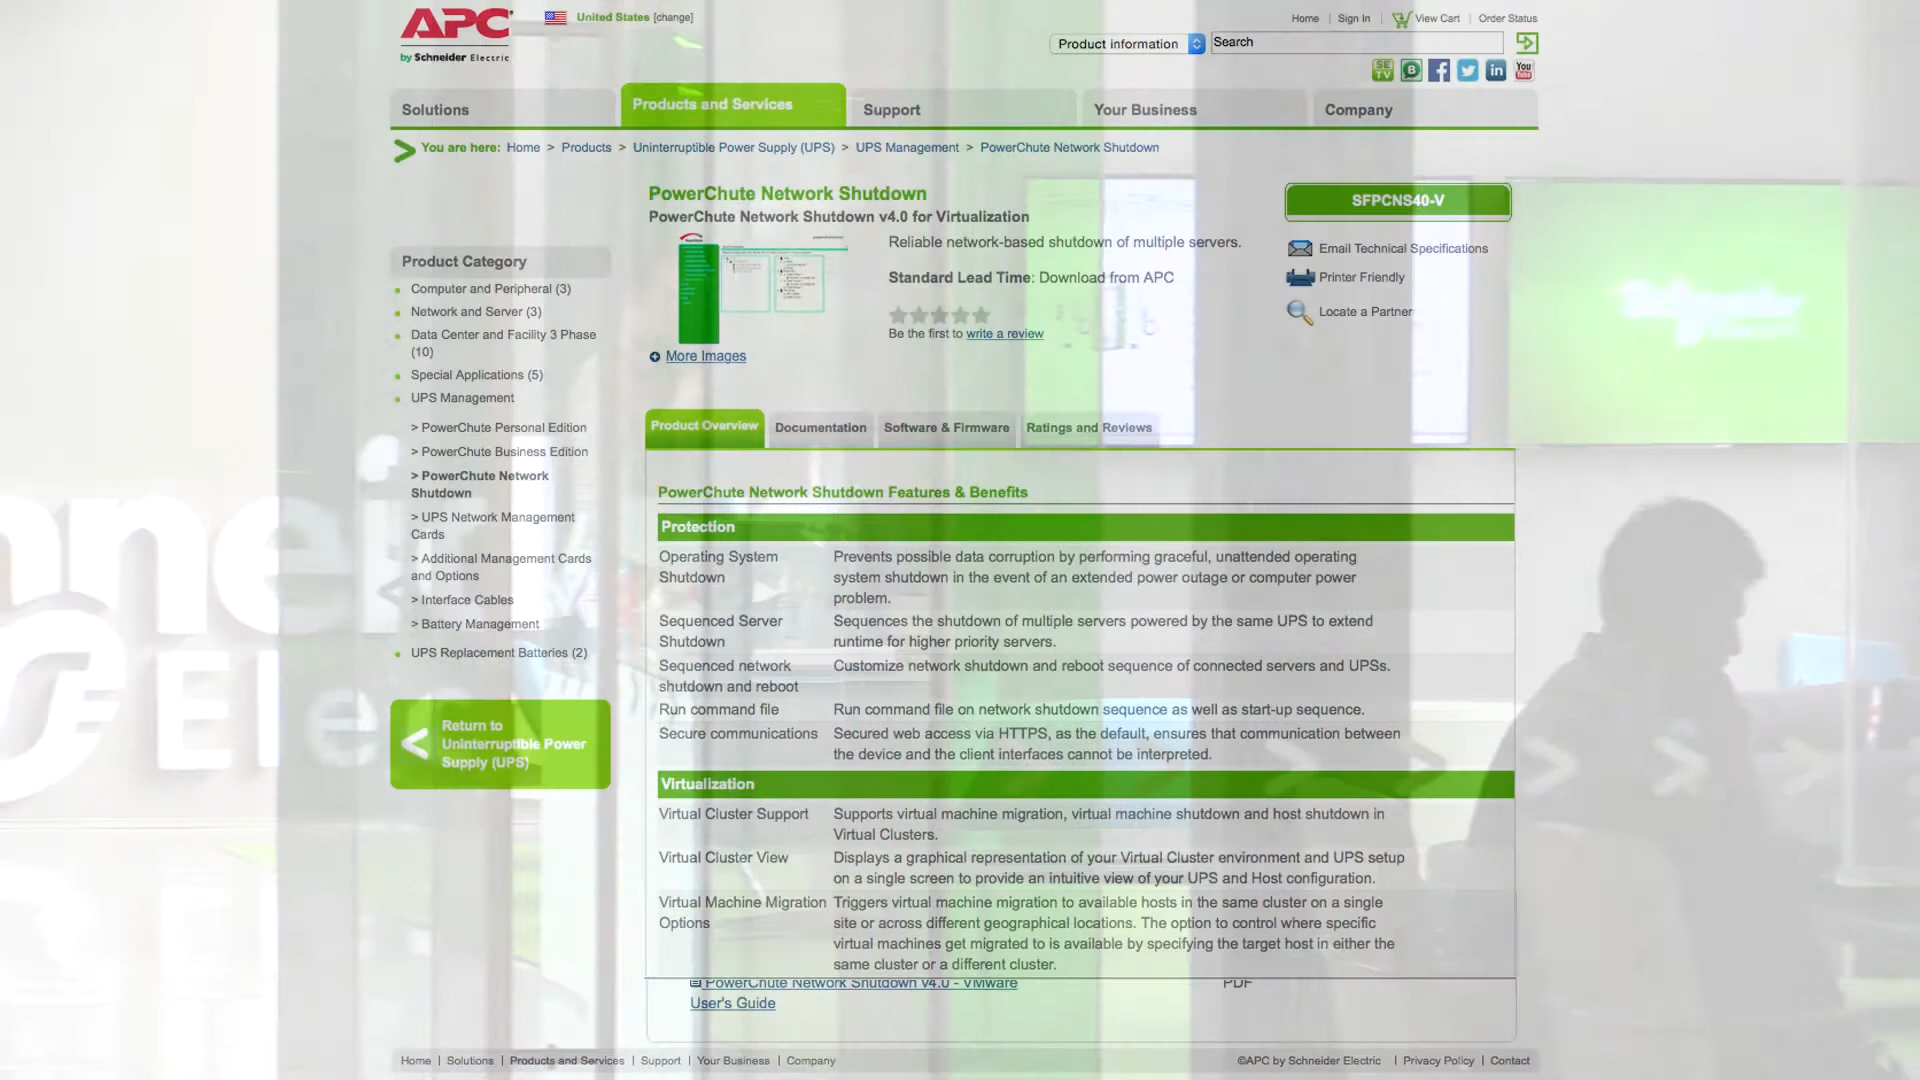 APC
by Schneider Electric
United States [change]
Home | Sign In | View Cart | Order Status
Product information
Search
SE TV
B
in
You Tube
Solutions
Products and Services
Support
Your Business
Company
You are here: Home > Products > Uninterruptible Power Supply (UPS) > UPS Management > PowerChute Network Shutdown
PowerChute Network Shutdown
PowerChute Network Shutdown v4.0 for Virtualization
Reliable network-based shutdown of multiple servers.
Standard Lead Time: Download from APC
Be the first to write a review
More Images
SFPCNS40-V
Email Technical Specifications
Printer Friendly
Locate a Partner
Product Category
Computer and Peripheral (3)
Network and Server (3)
Data Center and Facility 3 Phase
(10)
Special Applications (5)
UPS Management
> PowerChute Personal Edition
> PowerChute Business Edition
> PowerChute Network
Shutdown
> UPS Network Management
Cards
> Additional Management Cards
and Options
> Interface Cables
> Battery Management
UPS Replacement Batteries (2)
Return to
Uninterruptible Power
Supply (UPS)
Product Overview
Documentation
Software & Firmware
Ratings and Reviews
PowerChute Network Shutdown Features & Benefits
Protection
Operating System
Shutdown
Prevents possible data corruption by performing graceful, unattended operating
system shutdown in the event of an extended power outage or computer power
problem.
Sequenced Server
Shutdown
Sequences the shutdown of multiple servers powered by the same UPS to extend
runtime for higher priority servers.
Sequenced network
shutdown and reboot
Customize network shutdown and reboot sequence of connected servers and UPSs.
Run command file
Run command file on network shutdown sequence as well as start-up sequence.
Secure communications
Secured web access via HTTPS, as the default, ensures that communication between
the device and the client interfaces cannot be interpreted.
Virtualization
Virtual Cluster Support
Supports virtual machine migration, virtual machine shutdown and host shutdown in
Virtual Clusters.
Virtual Cluster View
Displays a graphical representation of your Virtual Cluster environment and UPS setup
on a single screen to provide an intuitive view of your UPS and Host configuration.
Virtual Machine Migration
Options
Triggers virtual machine migration to available hosts in the same cluster on a single
site or across different geographical locations. The option to control where specific
virtual machines get migrated to is available by specifying the target host in either the
same cluster or a different cluster.
PowerChute Network Shutdown v4.0 - VMware
User's Guide
PDF
Home | Solutions | Products and Services | Support | Your Business | Company
©APC by Schneider Electric | Privacy Policy | Contact